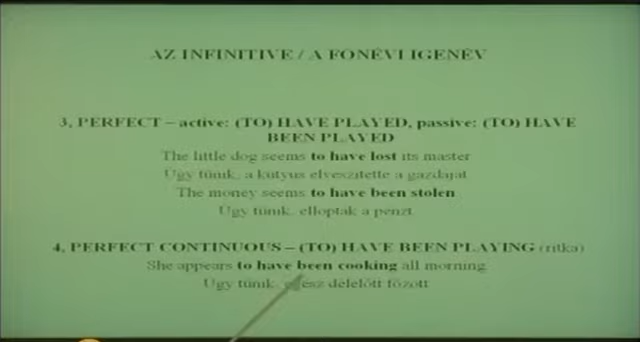 AZ INFINITIVE / A FŐNÉVI IGENÉV
3, PERFECT – active: (TO) HAVE PLAYED, passive: (TO) HAVE
BEEN PLAYED
The little dog seems to have lost its master
Úgy tűnik, a kutyus elveszítette a gazdáját
The money seems to have been stolen
Úgy tűnik, ellopták a pénzt
4, PERFECT CONTINUOUS – (TO) HAVE BEEN PLAYING (ritka)
She appears to have been cooking all morning
Úgy tűnik, egész délelőtt főzött